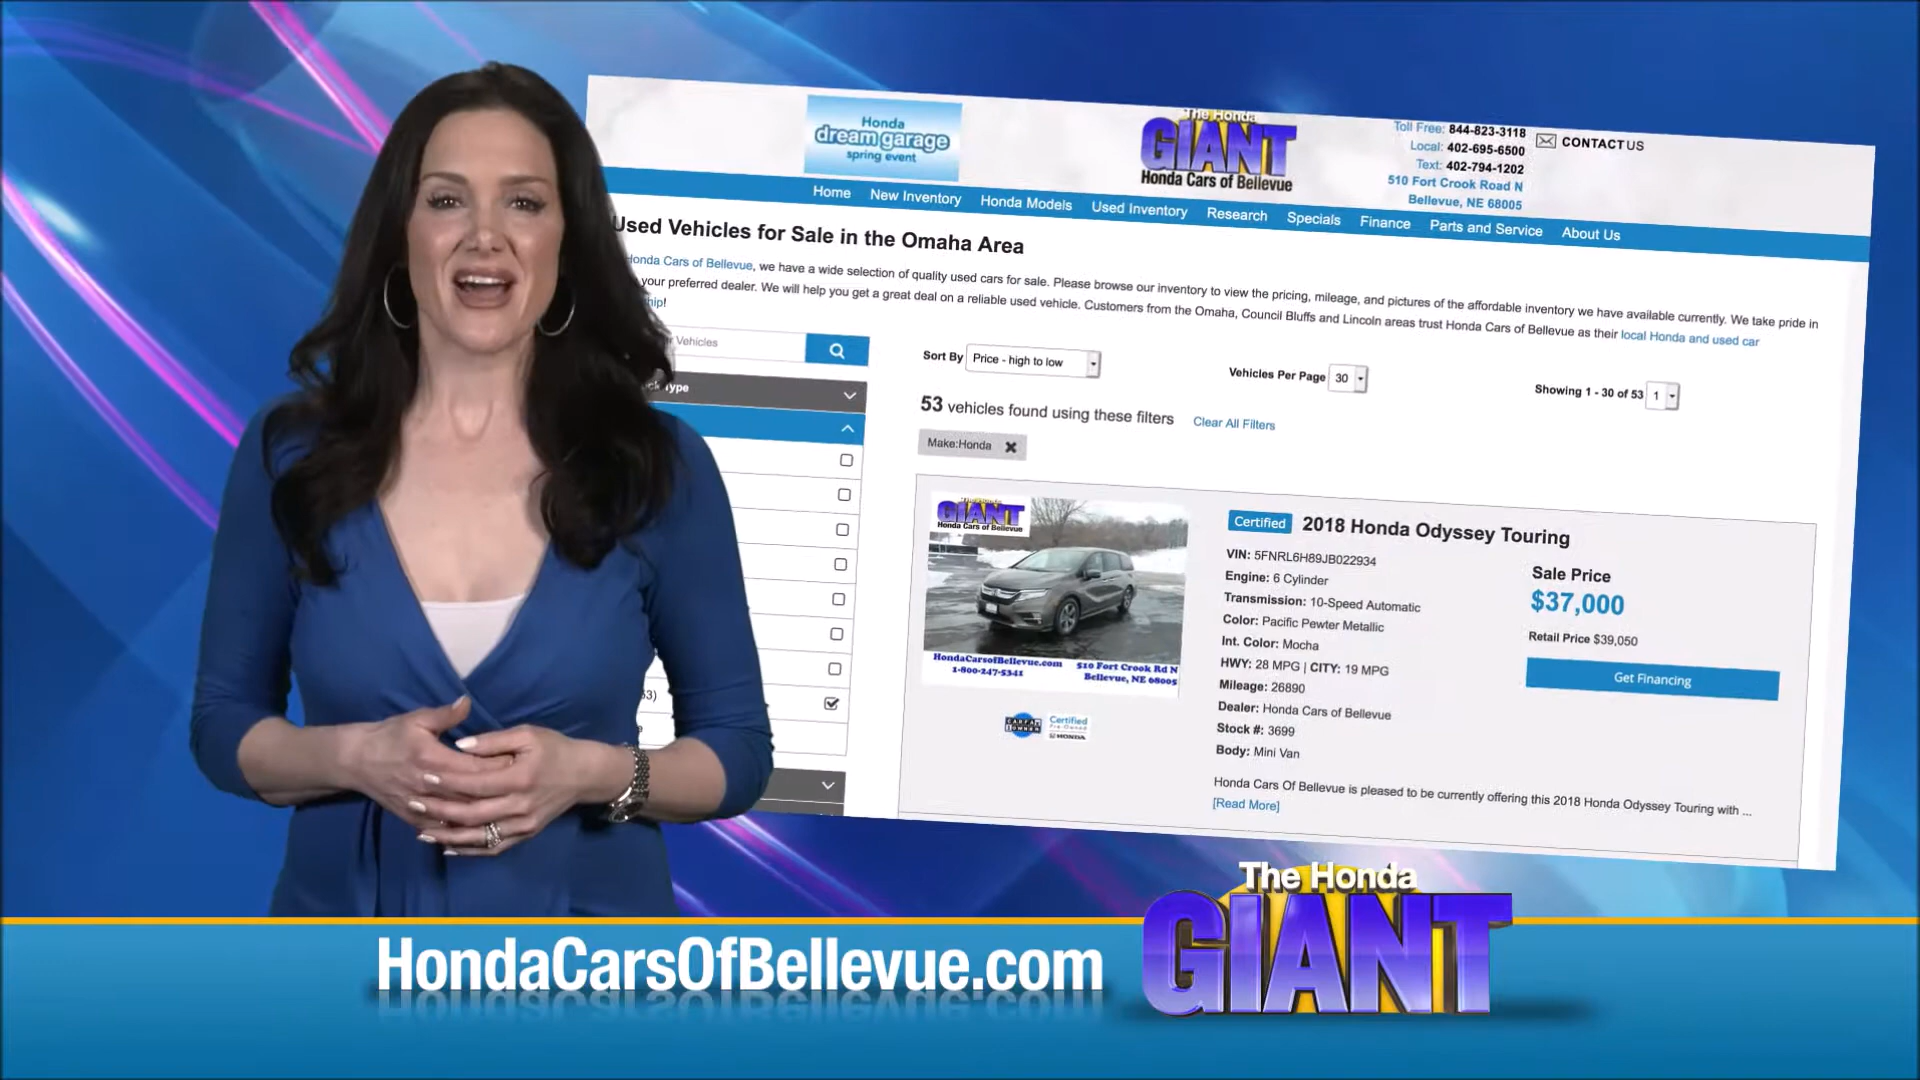 Honda
dream garage
spring event
The Honda
GIANT
Honda Cars of Bellevue
Toll Free: 844-823-3118
Local: 402-695-6500
Text: 402-794-1202
510 Fort Crook Road N
Bellevue, NE 68005
CONTACT US
Home New Inventory Honda Models Used Inventory Research Specials Finance Parts and Service About Us
Used Vehicles for Sale in the Omaha Area
Honda Cars of Bellevue, we have a wide selection of quality used cars for sale. Please browse our inventory to view the pricing, mileage, and pictures of the affordable inventory we have available currently. We take pride in
your preferred dealer. We will help you get a great deal on a reliable used vehicle. Customers from the Omaha, Council Bluffs and Lincoln areas trust Honda Cars of Bellevue as their local Honda and used car
Vehicles
Type
Sort By Price - high to low
Vehicles Per Page 30
Showing 1 - 30 of 53 1
53 vehicles found using these filters Clear All Filters
Make:Honda
The Honda
GIANT
Honda Cars of Bellevue
HondaCarsofBellevue.com
1-800-247-5341
510 Fort Crook Rd N
Bellevue, NE 68005
CARFAX
1 OWNER
Certified
Pre-Owned
HONDA
Certified 2018 Honda Odyssey Touring
VIN: 5FNRL6H89JB022934
Engine: 6 Cylinder
Transmission: 10-Speed Automatic
Color: Pacific Pewter Metallic
Int. Color: Mocha
HWY: 28 MPG | CITY: 19 MPG
Mileage: 26890
Dealer: Honda Cars of Bellevue
Stock #: 3699
Body: Mini Van
Sale Price
$37,000
Retail Price $39,050
Get Financing
Honda Cars Of Bellevue is pleased to be currently offering this 2018 Honda Odyssey Touring with ...
[Read More]
HondaCarsOfBellevue.com
The Honda
GIANT